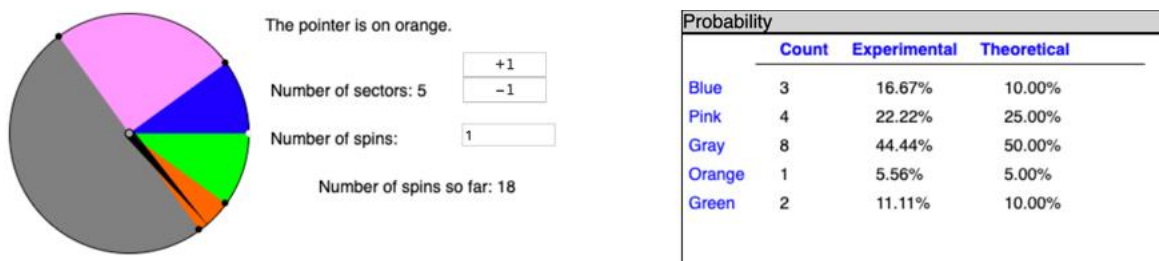 The pointer is on orange.
+1
Number of sectors: 5
−1
Number of spins: 1
Number of spins so far: 18
Probability
Count Experimental Theoretical
Blue 3 16.67% 10.00%
Pink 4 22.22% 25.00%
Gray 8 44.44% 50.00%
Orange 1 5.56% 5.00%
Green 2 11.11% 10.00%